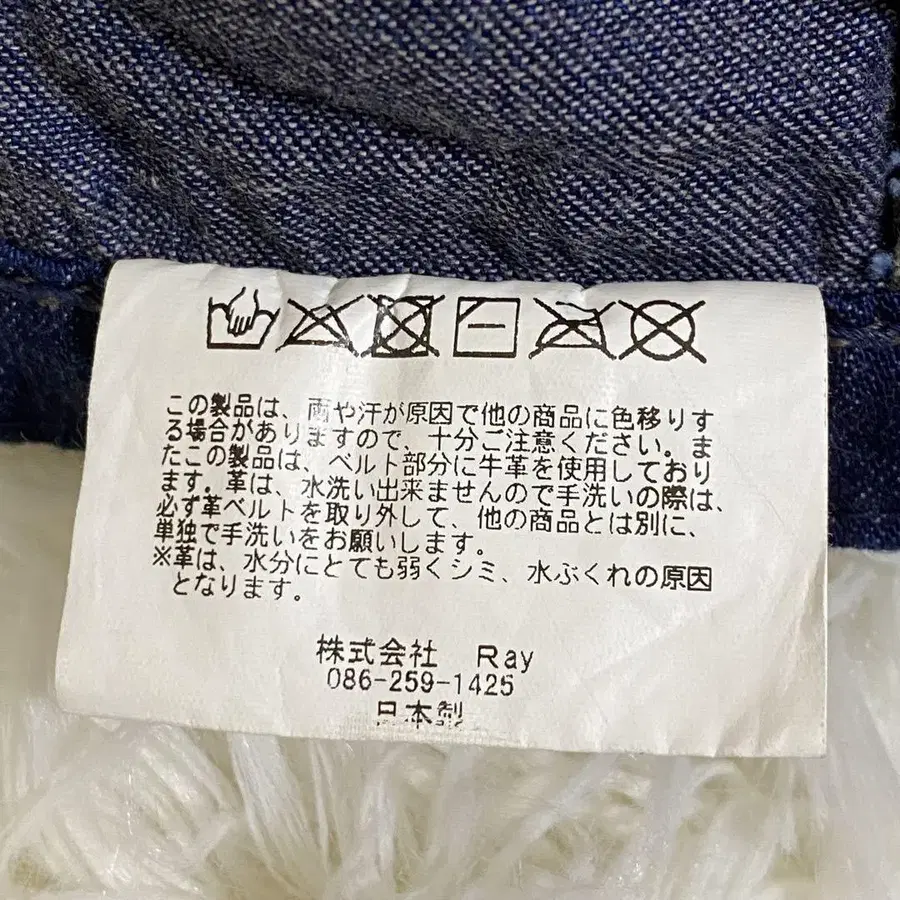 この製品は、雨や汗が原因で他の商品に色移りす
る場合がありますので、十分ご注意ください。ま
たこの製品は、ベルト部分に牛革を使用しており
ます。革は、水洗い出来ませんので手洗いの際は、
必ず革ベルトを取り外して、他の商品とは別に、
単独で手洗いをお願いします。
※革は、水分にとても弱くシミ、水ぶくれの原因
となります。
株式会社 Ray
086-259-1425
日本製